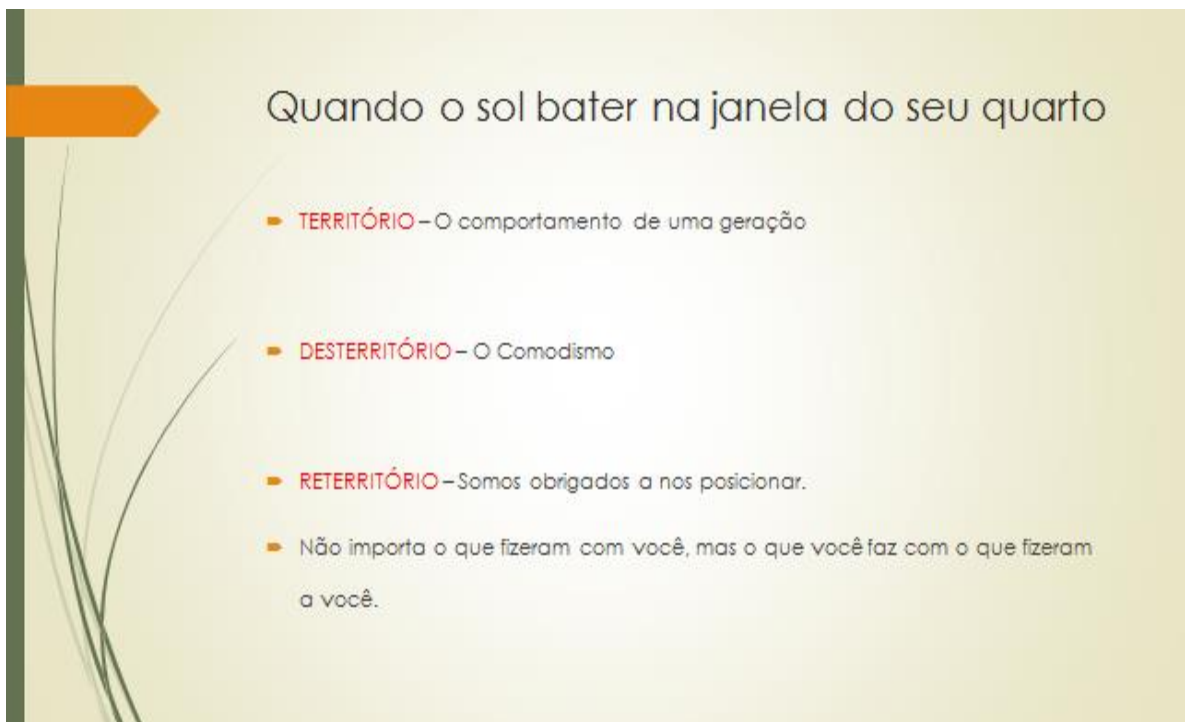 Quando o sol bater na janela do seu quarto
TERRITÓRIO – O comportamento de uma geração
DESTERRITÓRIO – O Comodismo
RETERRITÓRIO – Somos obrigados a nos posicionar.
Não importa o que fizeram com você, mas o que você faz com o que fizeram
a você.